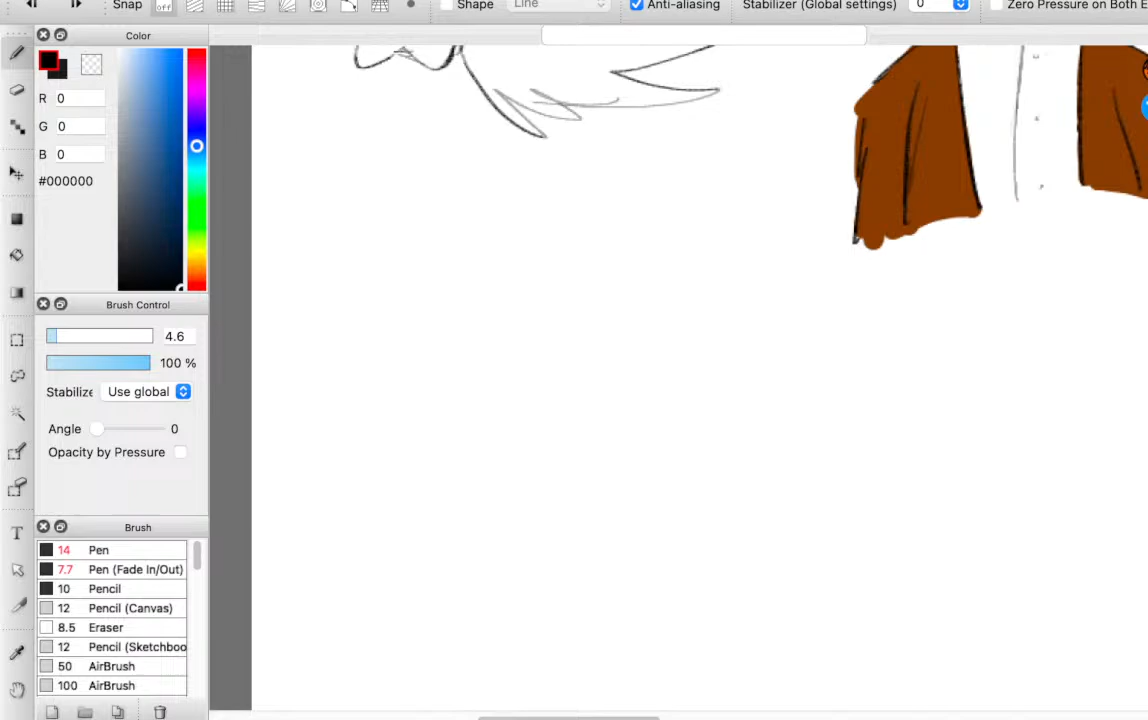 Snap off Shape Line Anti-aliasing Stabilizer (Global settings) 0 Zero Pressure on Both
Color
R 0
G 0
B 0
#000000
Brush Control
4.6
100 %
Stabilize Use global
Angle 0
Opacity by Pressure
T
Brush
14 Pen
7.7 Pen (Fade In/Out)
10 Pencil
12 Pencil (Canvas)
8.5 Eraser
12 Pencil (Sketchboo
50 AirBrush
100 AirBrush